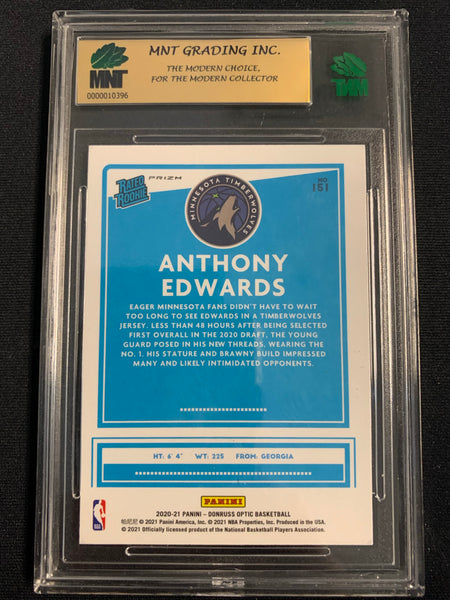 MNT GRADING INC.
THE MODERN CHOICE,
FOR THE MODERN COLLECTOR
MNT
0000010396
MNT
RATED
ROOKIE
PRIZM
MINNESOTA TIMBERWOLVES
NO
151
ANTHONY
EDWARDS
EAGER MINNESOTA FANS DIDN'T HAVE TO WAIT
TOO LONG TO SEE EDWARDS IN A TIMBERWOLVES
JERSEY. LESS THAN 48 HOURS AFTER BEING SELECTED
FIRST OVERALL IN THE 2020 DRAFT, THE YOUNG
GUARD POSED IN HIS NEW THREADS, WEARING THE
NO. 1. HIS STATURE AND BRAWNY BUILD IMPRESSED
MANY AND LIKELY INTIMIDATED OPPONENTS.
HT: 6' 4" WT: 225 FROM: GEORGIA
PANINI
NBA
2020-21 PANINI – DONRUSS OPTIC BASKETBALL
帕尼尼 © 2021 Panini America, Inc. © 2021 NBA Properties, Inc. Produced in the USA.
© 2021 Officially licensed product of the National Basketball Players Association.